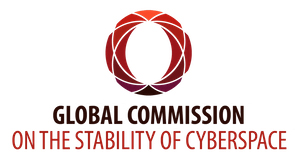 GLOBAL COMMISSION
ON THE STABILITY OF CYBERSPACE